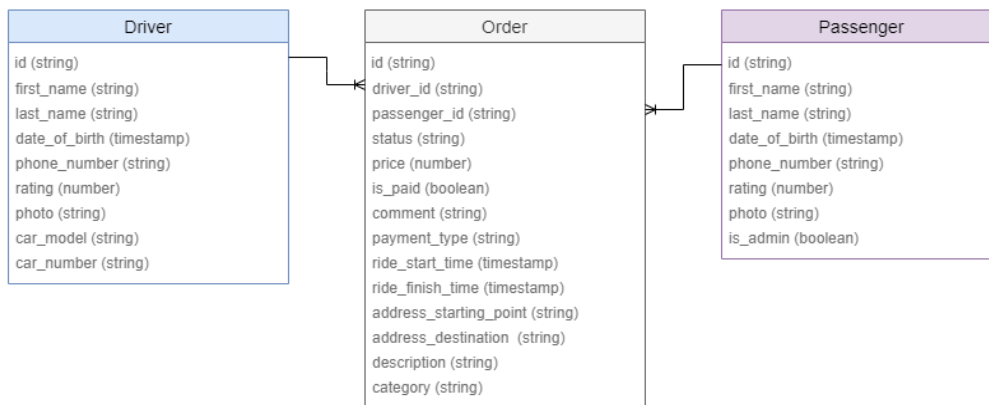 Driver
id (string)
first_name (string)
last_name (string)
date_of_birth (timestamp)
phone_number (string)
rating (number)
photo (string)
car_model (string)
car_number (string)
Order
id (string)
driver_id (string)
passenger_id (string)
status (string)
price (number)
is_paid (boolean)
comment (string)
payment_type (string)
ride_start_time (timestamp)
ride_finish_time (timestamp)
address_starting_point (string)
address_destination  (string)
description (string)
category (string)
Passenger
id (string)
first_name (string)
last_name (string)
date_of_birth (timestamp)
phone_number (string)
rating (number)
photo (string)
is_admin (boolean)